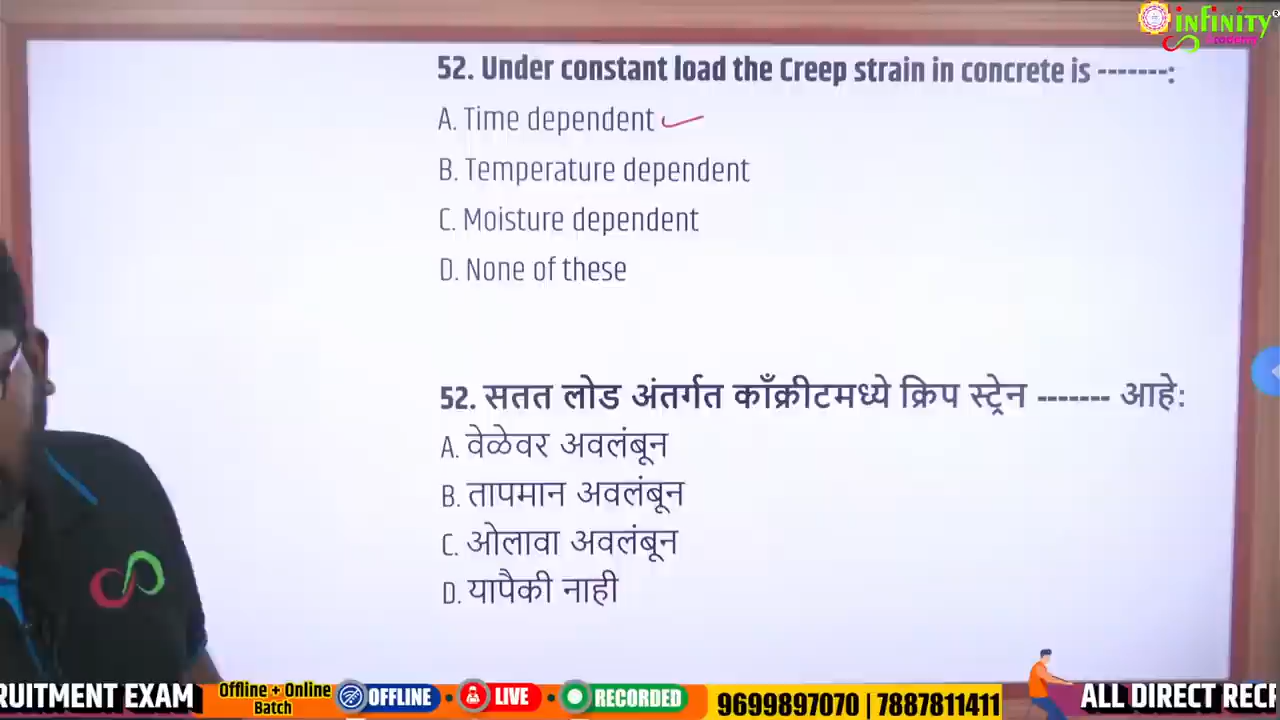 infinity
52. Under constant load the Creep strain in concrete is -------:
A. Time dependent
B. Temperature dependent
C. Moisture dependent
D. None of these
52. सतत लोड अंतर्गत काँक्रीटमध्ये क्रिप स्ट्रेन ------- आहे:
A. वेळेवर अवलंबून
B. तापमान अवलंबून
C. ओलावा अवलंबून
D. यापैकी नाही
RUITMENT EXAM
Offline + Online
Batch
OFFLINE
LIVE
RECORDED
9699897070 | 7887811411
ALL DIRECT RECI